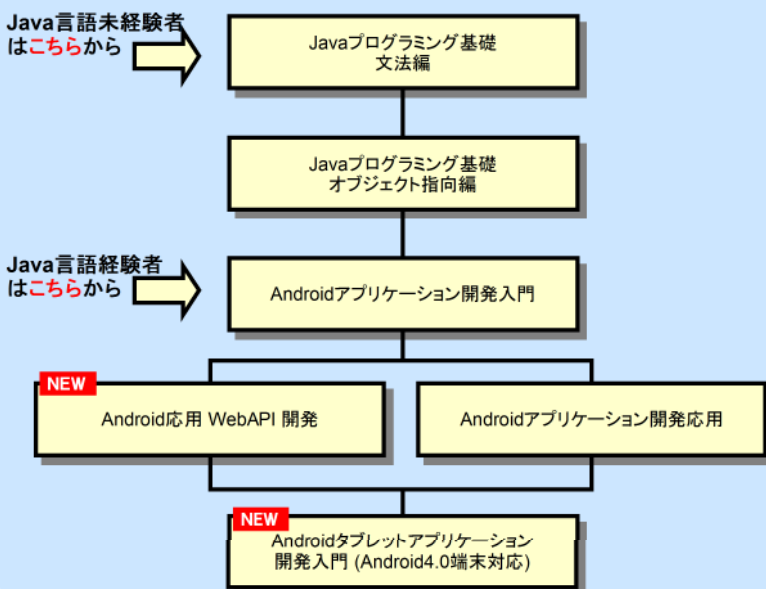 Java言語未経験者
はこちらから
Javaプログラミング基礎
文法編
Javaプログラミング基礎
オブジェクト指向編
Java言語経験者
はこちらから
Androidアプリケーション開発入門
NEW
Android応用 WebAPI 開発
Androidアプリケーション開発応用
NEW
Androidタブレットアプリケーション
開発入門 (Android4.0端末対応)